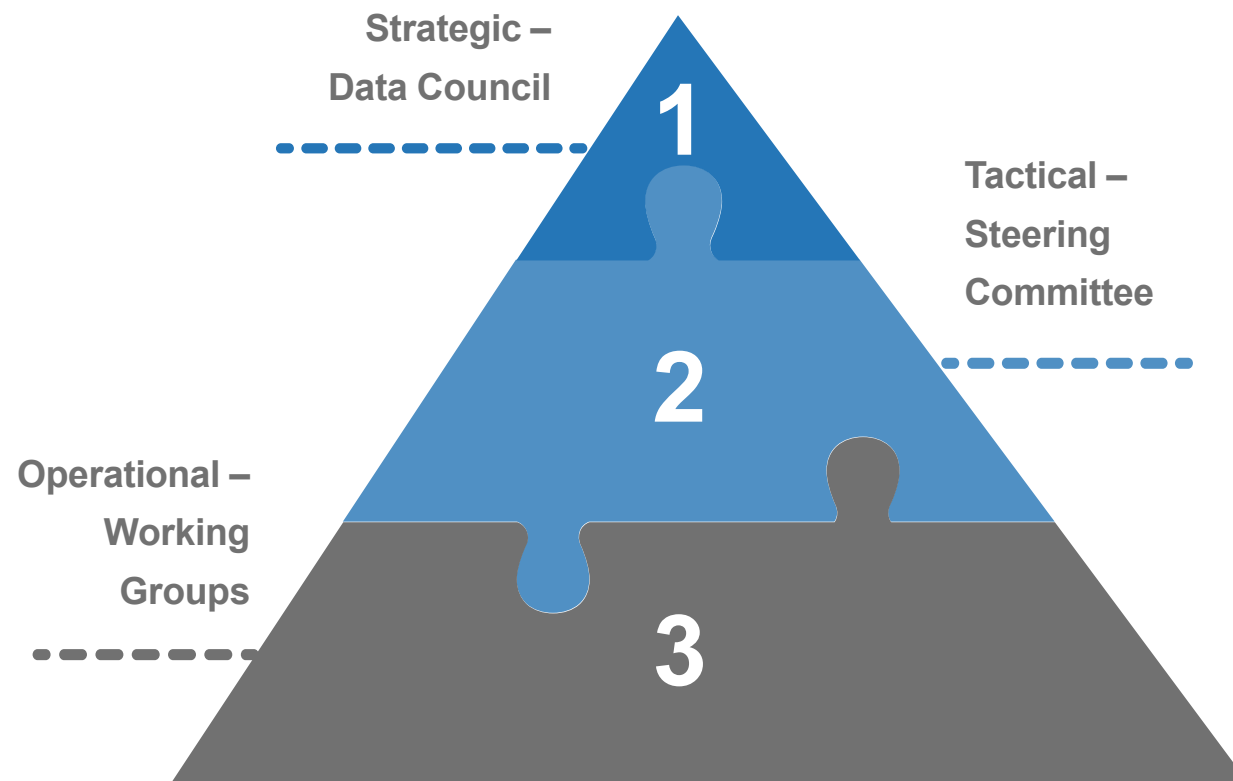 Strategic –
Data Council
1
Tactical –
Steering
Committee
2
Operational –
Working
Groups
3